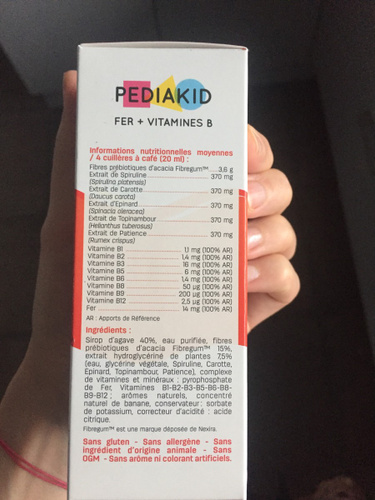 PEDIAKID
FER + VITAMINES B
Informations nutritionnelles moyennes
/ 4 cuillères à café (20 ml) :
Fibres prébiotiques d'acacia Fibregum™.....3,6 g
Extrait de Spiruline 370 mg
(Spirulina platensis)
Extrait de Carotte 370 mg
(Daucus carota)
Extrait d'Epinard 370 mg
(Spinacia oleracea)
Extrait de Topinambour 370 mg
(Helianthus tuberosus)
Extrait de Patience 370 mg
(Rumex crispus)
Vitamine B1 1,1 mg (100% AR)
Vitamine B2 1,4 mg (100% AR)
Vitamine B3 16 mg (100% AR)
Vitamine B5 6 mg (100% AR)
Vitamine B6 1,4 mg (100% AR)
Vitamine B8 50 µg (100% AR)
Vitamine B9 200 µg (100% AR)
Vitamine B12 2,5 µg (100% AR)
Fer 14 mg (100% AR)
AR : Apports de Référence
Ingrédients :
Sirop d'agave 40%, eau purifiée, fibres
prébiotiques d'acacia Fibregum™ 15%,
extrait hydroglycériné de plantes 7,5%
(eau, glycérine végétale, Spiruline, Carotte,
Epinard, Topinambour, Patience), complexe
de vitamines et minéraux : pyrophosphate
de Fer, Vitamines B1-B2-B3-B5-B6-B8-
B9-B12 ; arômes naturels, concentré
naturel de banane, conservateur: sorbate
de potassium, correcteur d'acidité : acide
citrique.
Fibregum™ est une marque déposée de Nexira.
Sans gluten - Sans allergène - Sans
ingrédient d'origine animale - Sans
OGM - Sans arôme ni colorant artificiels.